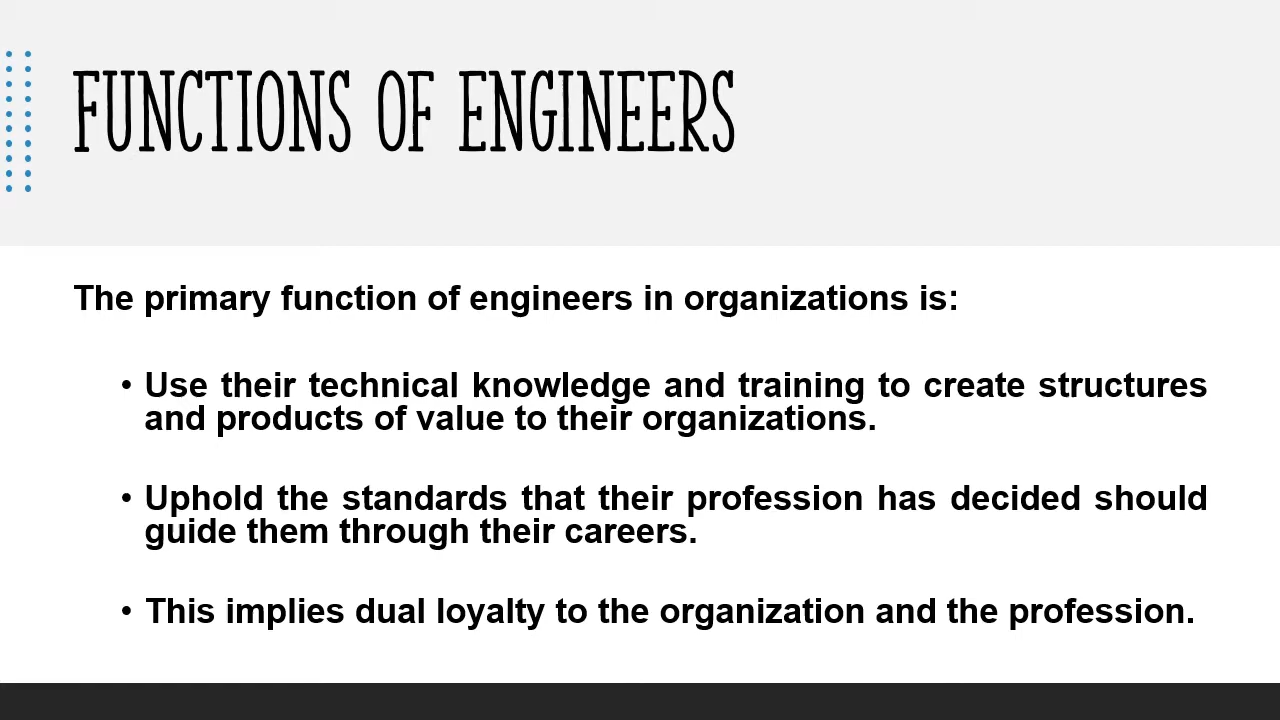 FUNCTIONS OF ENGINEERS
The primary function of engineers in organizations is:
• Use their technical knowledge and training to create structures
and products of value to their organizations.
• Uphold the standards that their profession has decided should
guide them through their careers.
• This implies dual loyalty to the organization and the profession.